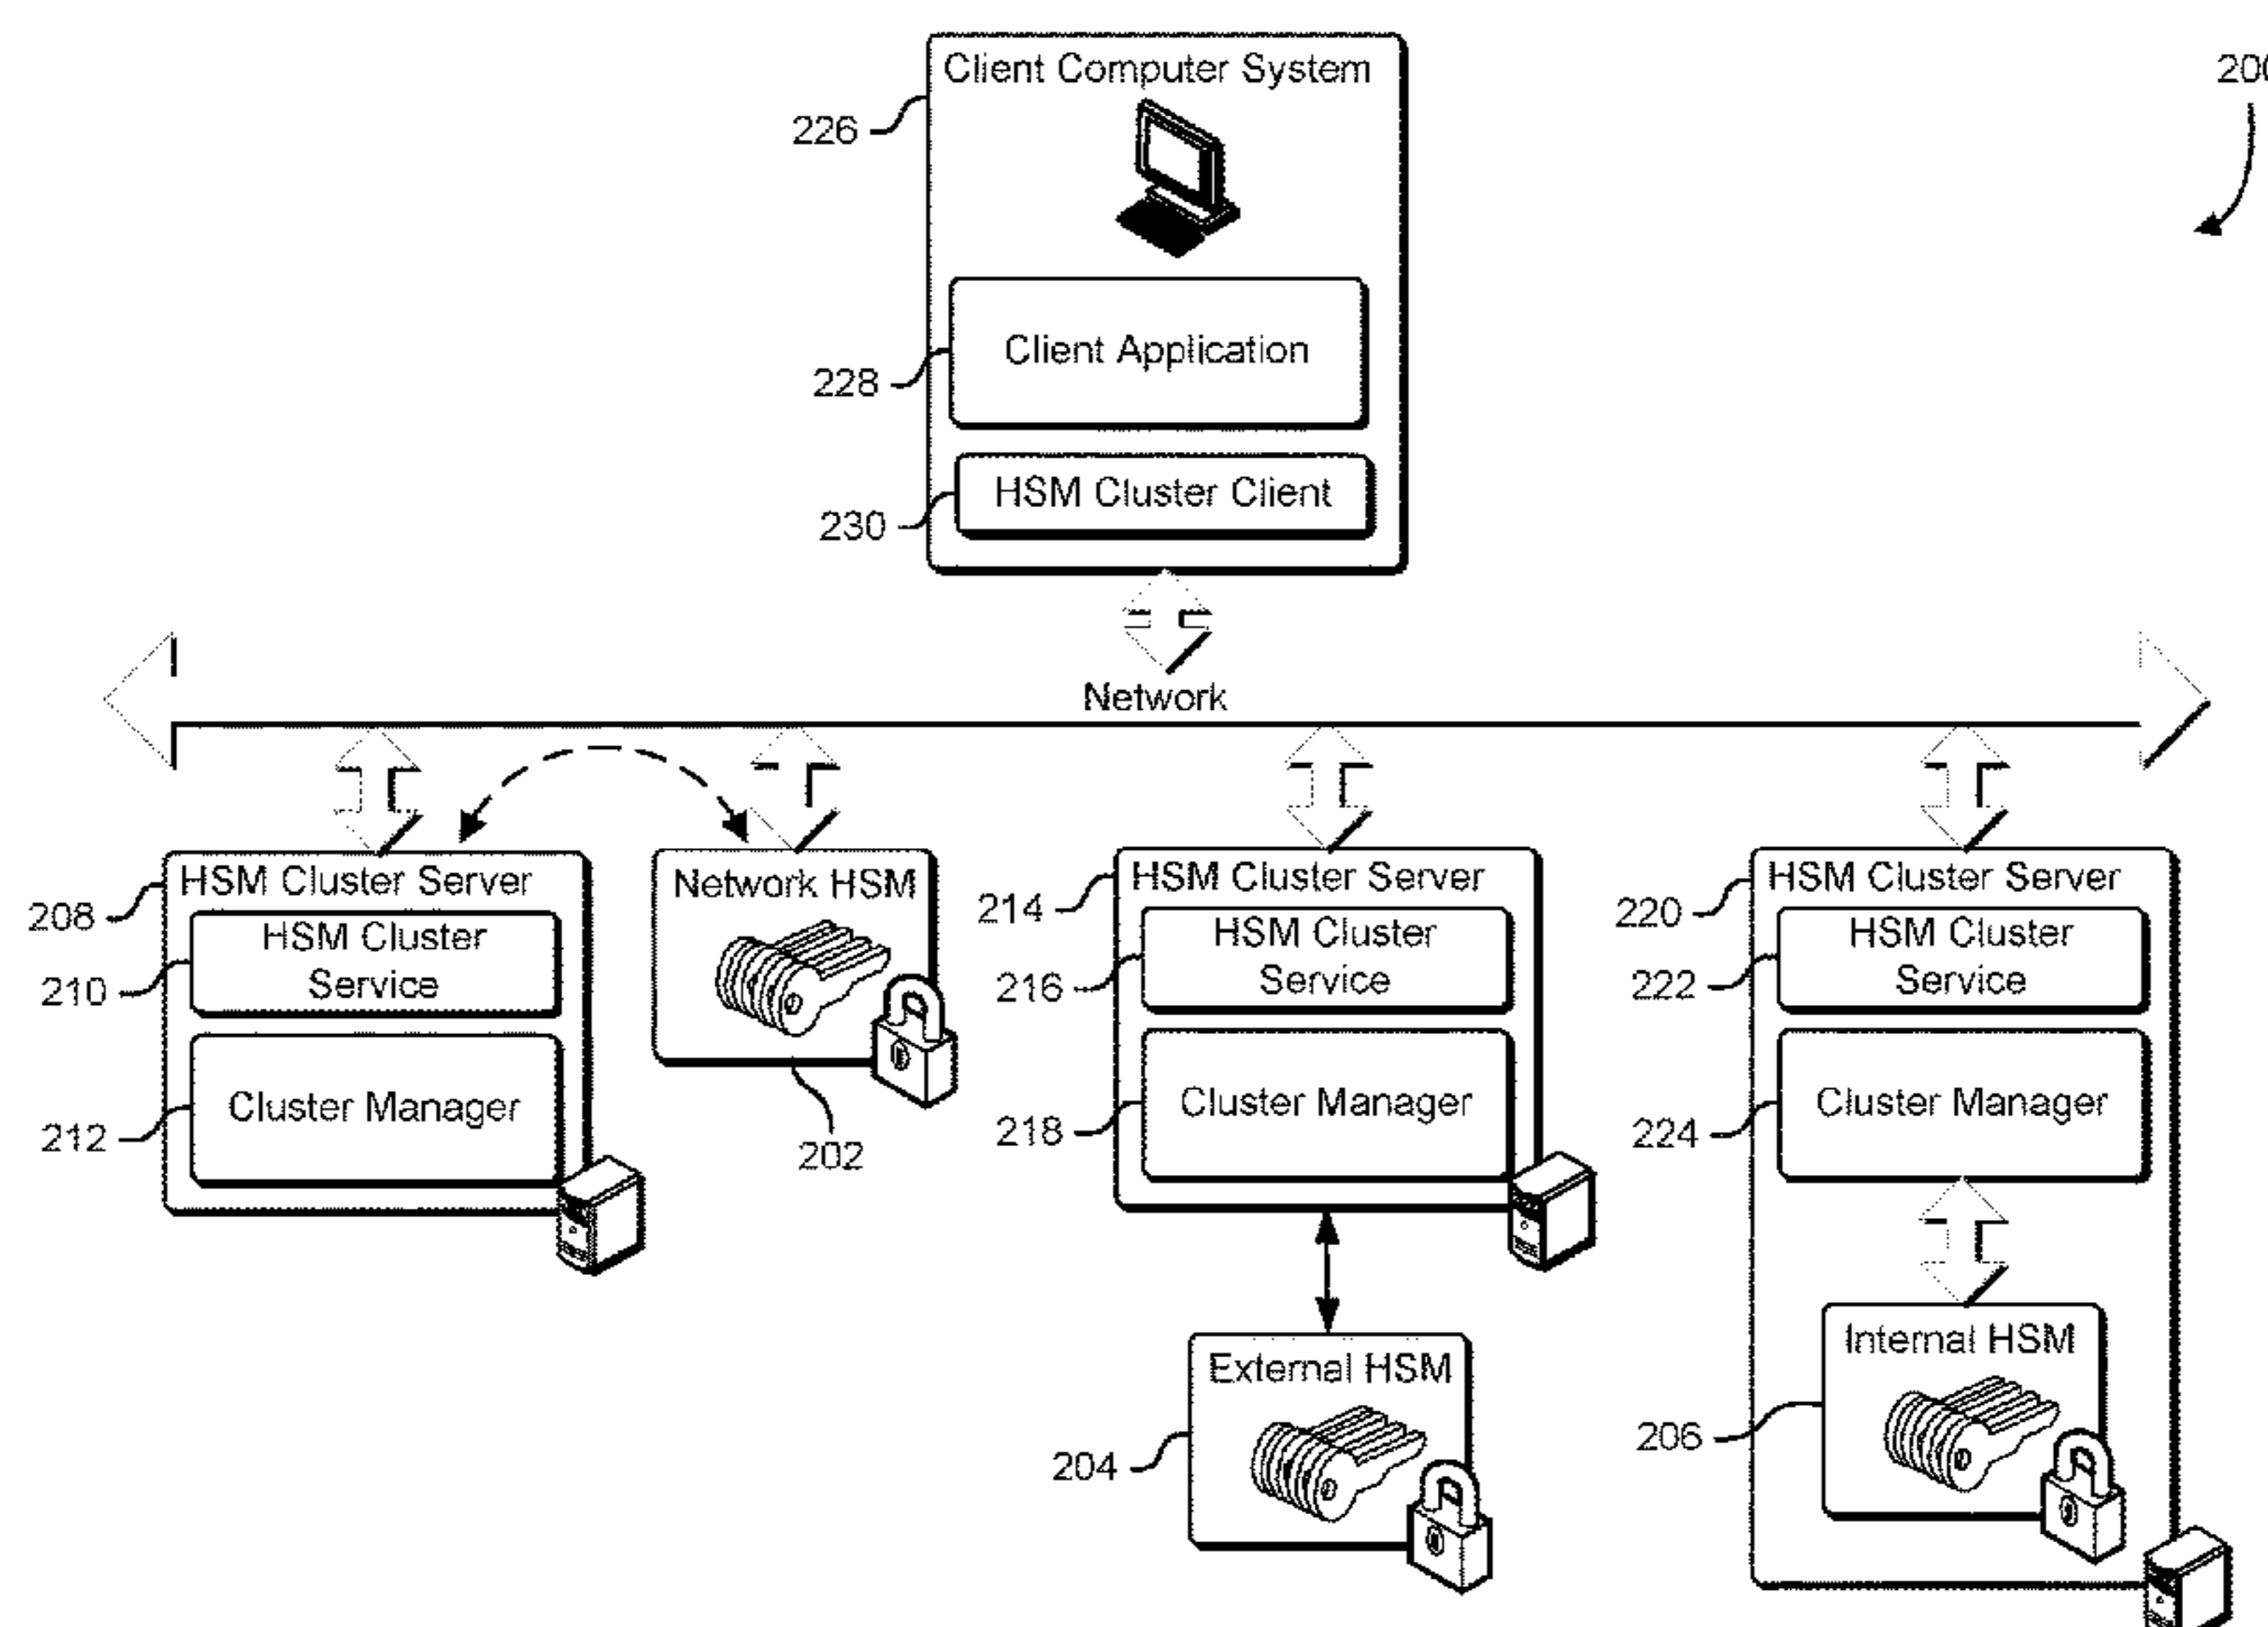 Client Computer System
226
Client Application
228
HSM Cluster Client
230
Network
HSM Cluster Server
208
HSM Cluster
Service
210
Cluster Manager
212
Network HSM
202
HSM Cluster Server
214
HSM Cluster
Service
216
Cluster Manager
218
External HSM
204
HSM Cluster Server
220
HSM Cluster
Service
222
Cluster Manager
224
Internal HSM
206